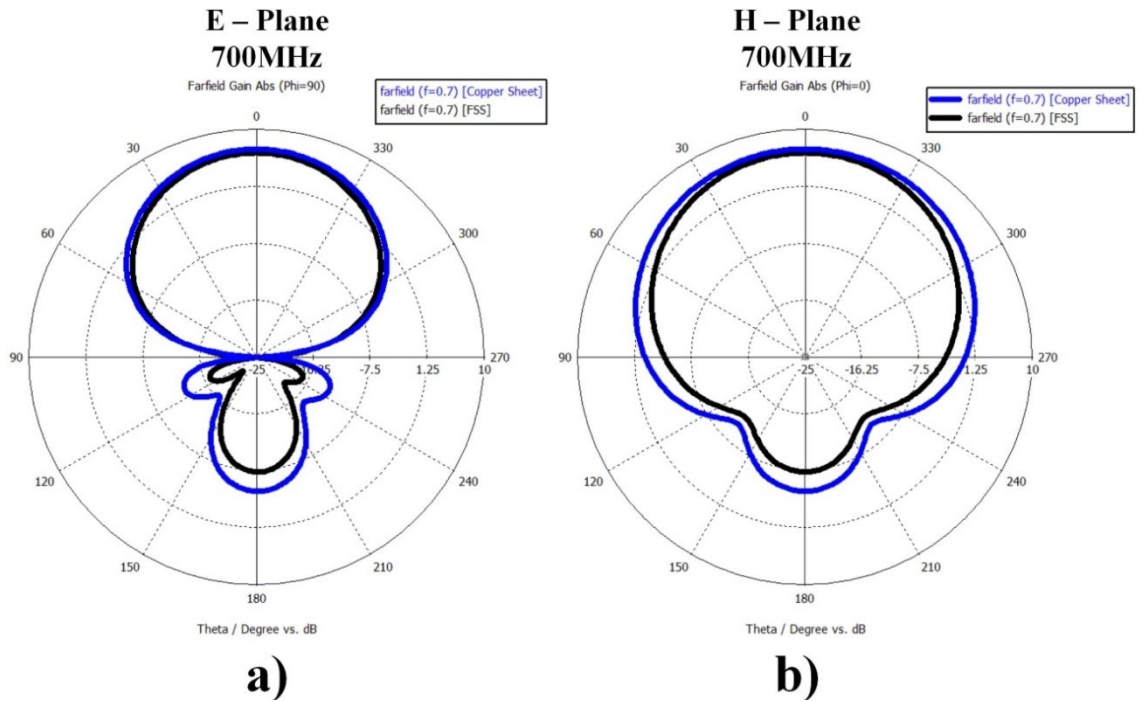 E – Plane
700MHz
Farfield Gain Abs (Phi=90)
farfield (f=0.7) [Copper Sheet]
farfield (f=0.7) [FSS]
0
30
330
60
300
90
-25
-7.5
1.25
10
270
120
240
150
210
180
Theta / Degree vs. dB
a)
H – Plane
700MHz
Farfield Gain Abs (Phi=0)
farfield (f=0.7) [Copper Sheet]
farfield (f=0.7) [FSS]
0
30
330
60
300
90
-25
-16.25
-7.5
1.25
10
270
120
240
150
210
180
Theta / Degree vs. dB
b)